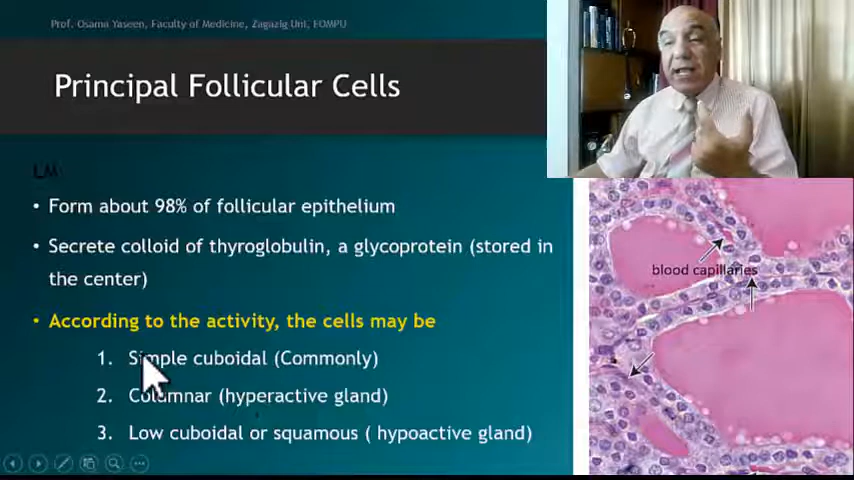 Prof. Osama Yaseen, Faculty of Medicine, Zagazig Uni, EOMPU
Principal Follicular Cells
LM
• Form about 98% of follicular epithelium
• Secrete colloid of thyroglobulin, a glycoprotein (stored in
the center)
• According to the activity, the cells may be
1. Simple cuboidal (Commonly)
2. Columnar (hyperactive gland)
3. Low cuboidal or squamous ( hypoactive gland)
blood capillaries